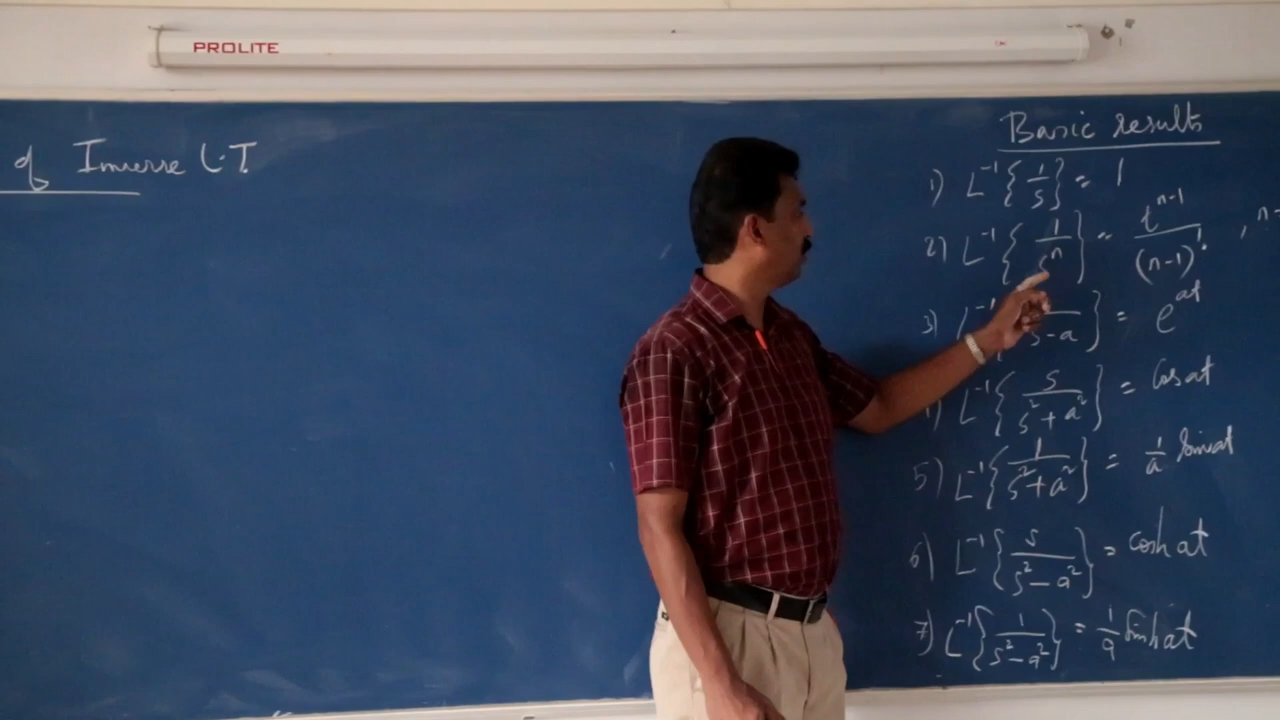 PROLITE
of Inverse L.T
Basic results
1) L⁻¹{1/s} = 1
2) L⁻¹{1/sⁿ} = tⁿ⁻¹/(n-1)! , n
3) L⁻¹{ /s-a} = e^at
L⁻¹{s/s²+a²} = Cos at
5) L⁻¹{1/s²+a²} = 1/a Sin at
6) L⁻¹{s/s²-a²} = cosh at
7) L⁻¹{1/s²-a²} = 1/a Sinh at